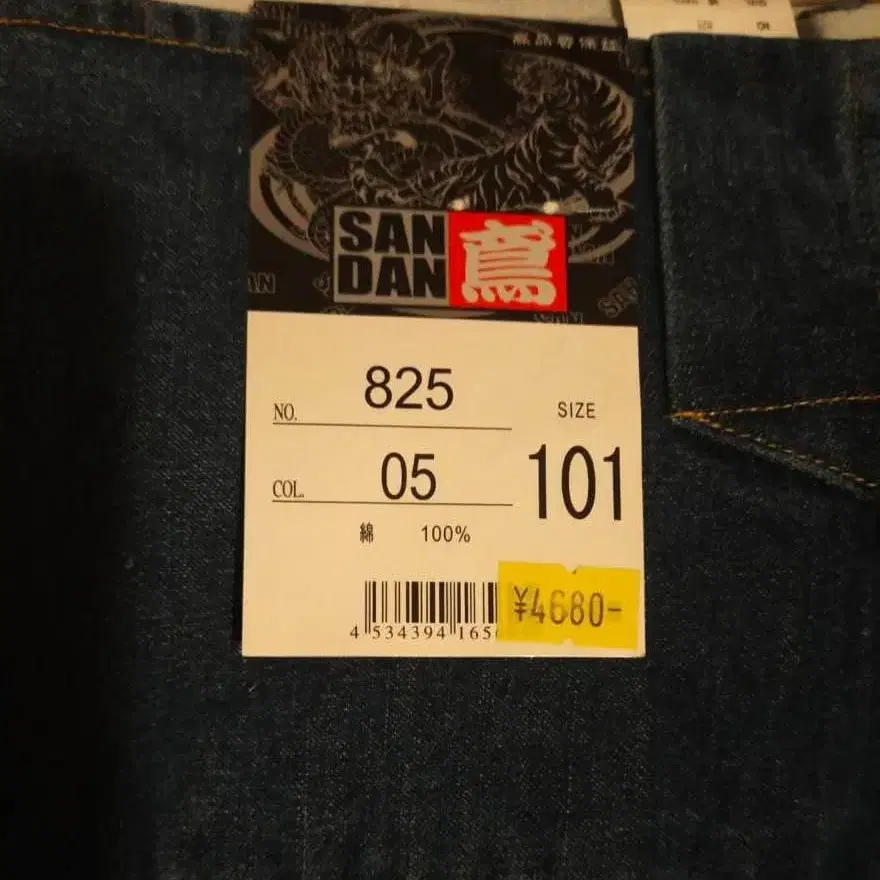 SAN
DAN
鳶
NO. 825
SIZE
COL. 05
101
綿 100%
¥4680-
4 534394 165